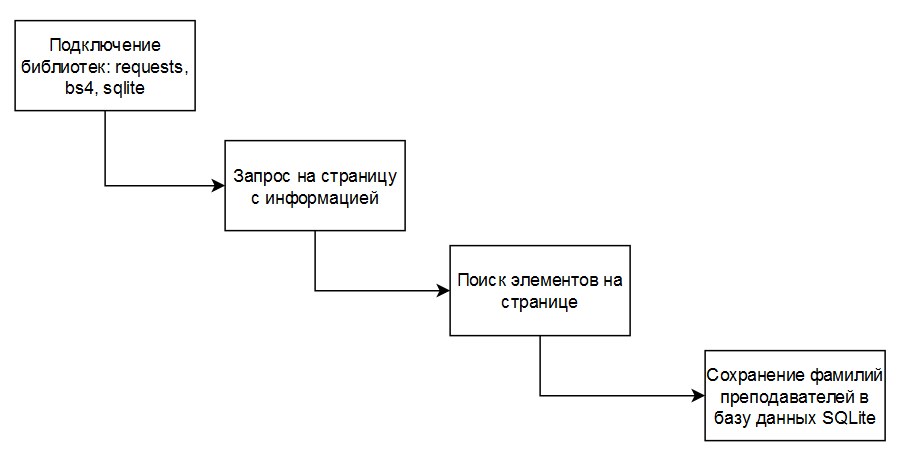 Подключение
библиотек: requests,
bs4, sqlite
Запрос на страницу
с информацией
Поиск элементов на
странице
Сохранение фамилий
преподавателей в
базу данных SQLite